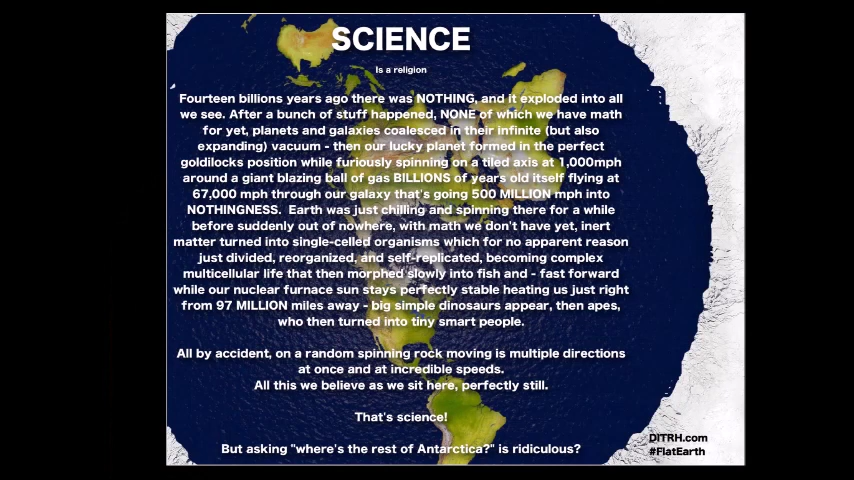 SCIENCE
Is a religion
Fourteen billions years ago there was NOTHING, and it exploded into all
we see. After a bunch of stuff happened, NONE of which we have math
for yet, planets and galaxies coalesced in their infinite (but also
expanding) vacuum - then our lucky planet formed in the perfect
goldilocks position while furiously spinning on a tiled axis at 1,000mph
around a giant blazing ball of gas BILLIONS of years old itself flying at
67,000 mph through our galaxy that's going 500 MILLION mph into
NOTHINGNESS. Earth was just chilling and spinning there for a while
before suddenly out of nowhere, with math we don't have yet, inert
matter turned into single-celled organisms which for no apparent reason
just divided, reorganized, and self-replicated, becoming complex
multicellular life that then morphed slowly into fish and - fast forward
while our nuclear furnace sun stays perfectly stable heating us just right
from 97 MILLION miles away - big simple dinosaurs appear, then apes,
who then turned into tiny smart people.
All by accident, on a random spinning rock moving is multiple directions
at once and at incredible speeds.
All this we believe as we sit here, perfectly still.
That's science!
But asking "where's the rest of Antarctica?" is ridiculous?
DITRH.com
#FlatEarth